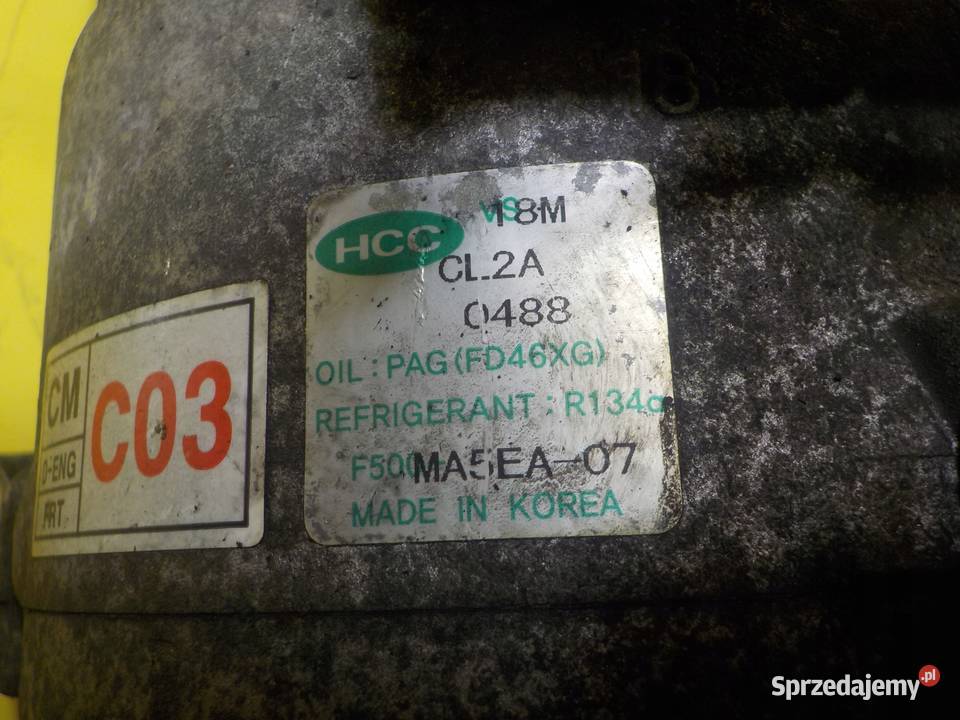 HCC VS18M
CL2A
0488
OIL : PAG (FD46XG)
REFRIGERANT : R134a
F500MA5EA-07
MADE IN KOREA
CM
D-ENG
C03
Sprzedajemy.pl